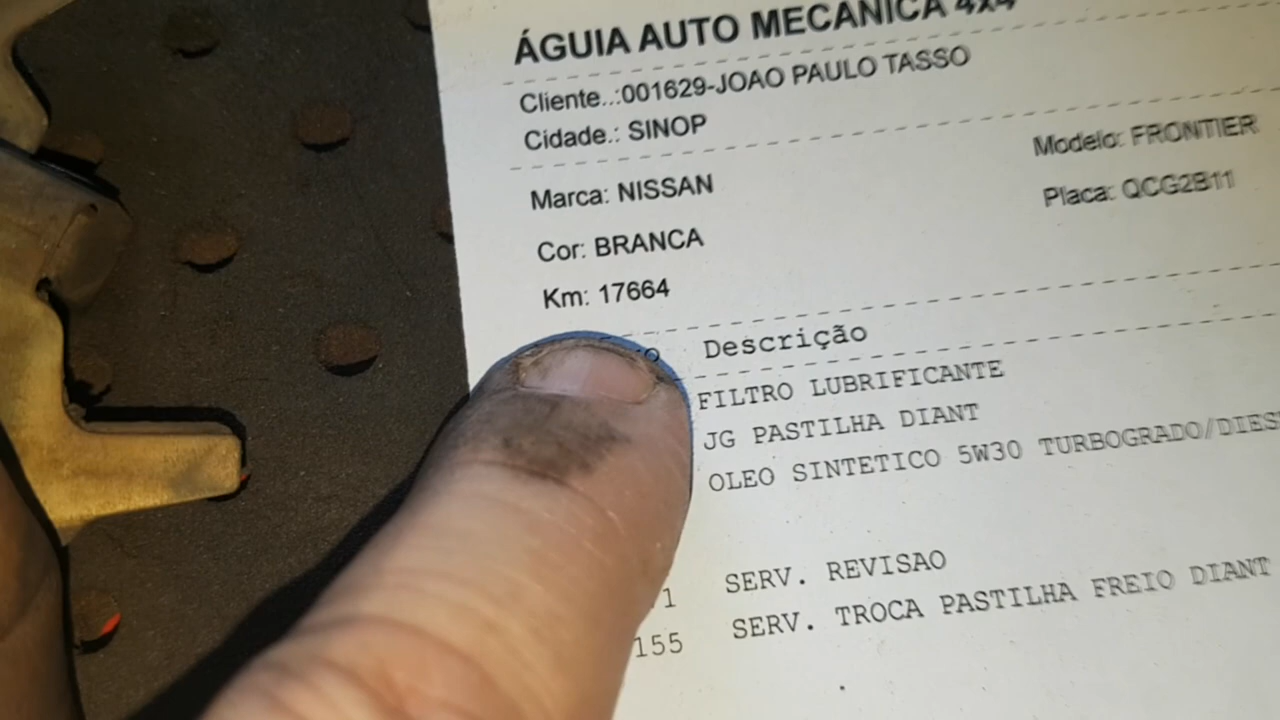 ÁGUIA AUTO MECANICA 4x4
Cliente..:001629-JOAO PAULO TASSO
Cidade.: SINOP
Marca: NISSAN
Modelo: FRONTIER
Cor: BRANCA
Placa: QCG2B11
Km: 17664
Descrição
FILTRO LUBRIFICANTE
JG PASTILHA DIANT
OLEO SINTETICO 5W30 TURBOGRADO/DIES
SERV. REVISAO
155 SERV. TROCA PASTILHA FREIO DIANT